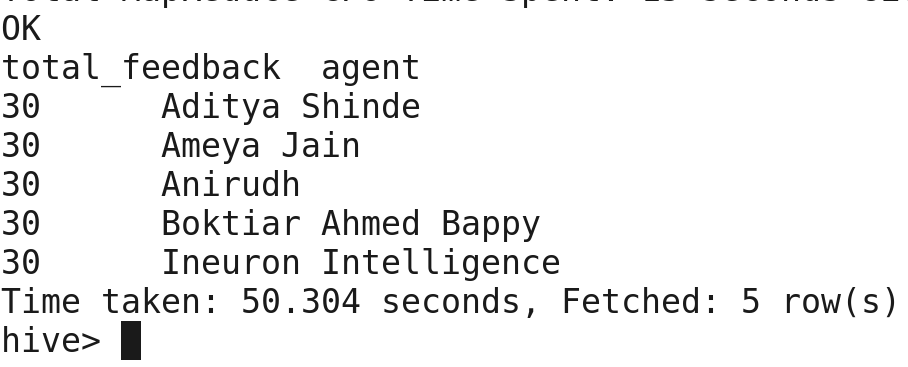 OK
total_feedback  agent
30      Aditya Shinde
30      Ameya Jain
30      Anirudh
30      Boktiar Ahmed Bappy
30      Ineuron Intelligence
Time taken: 50.304 seconds, Fetched: 5 row(s)
hive>